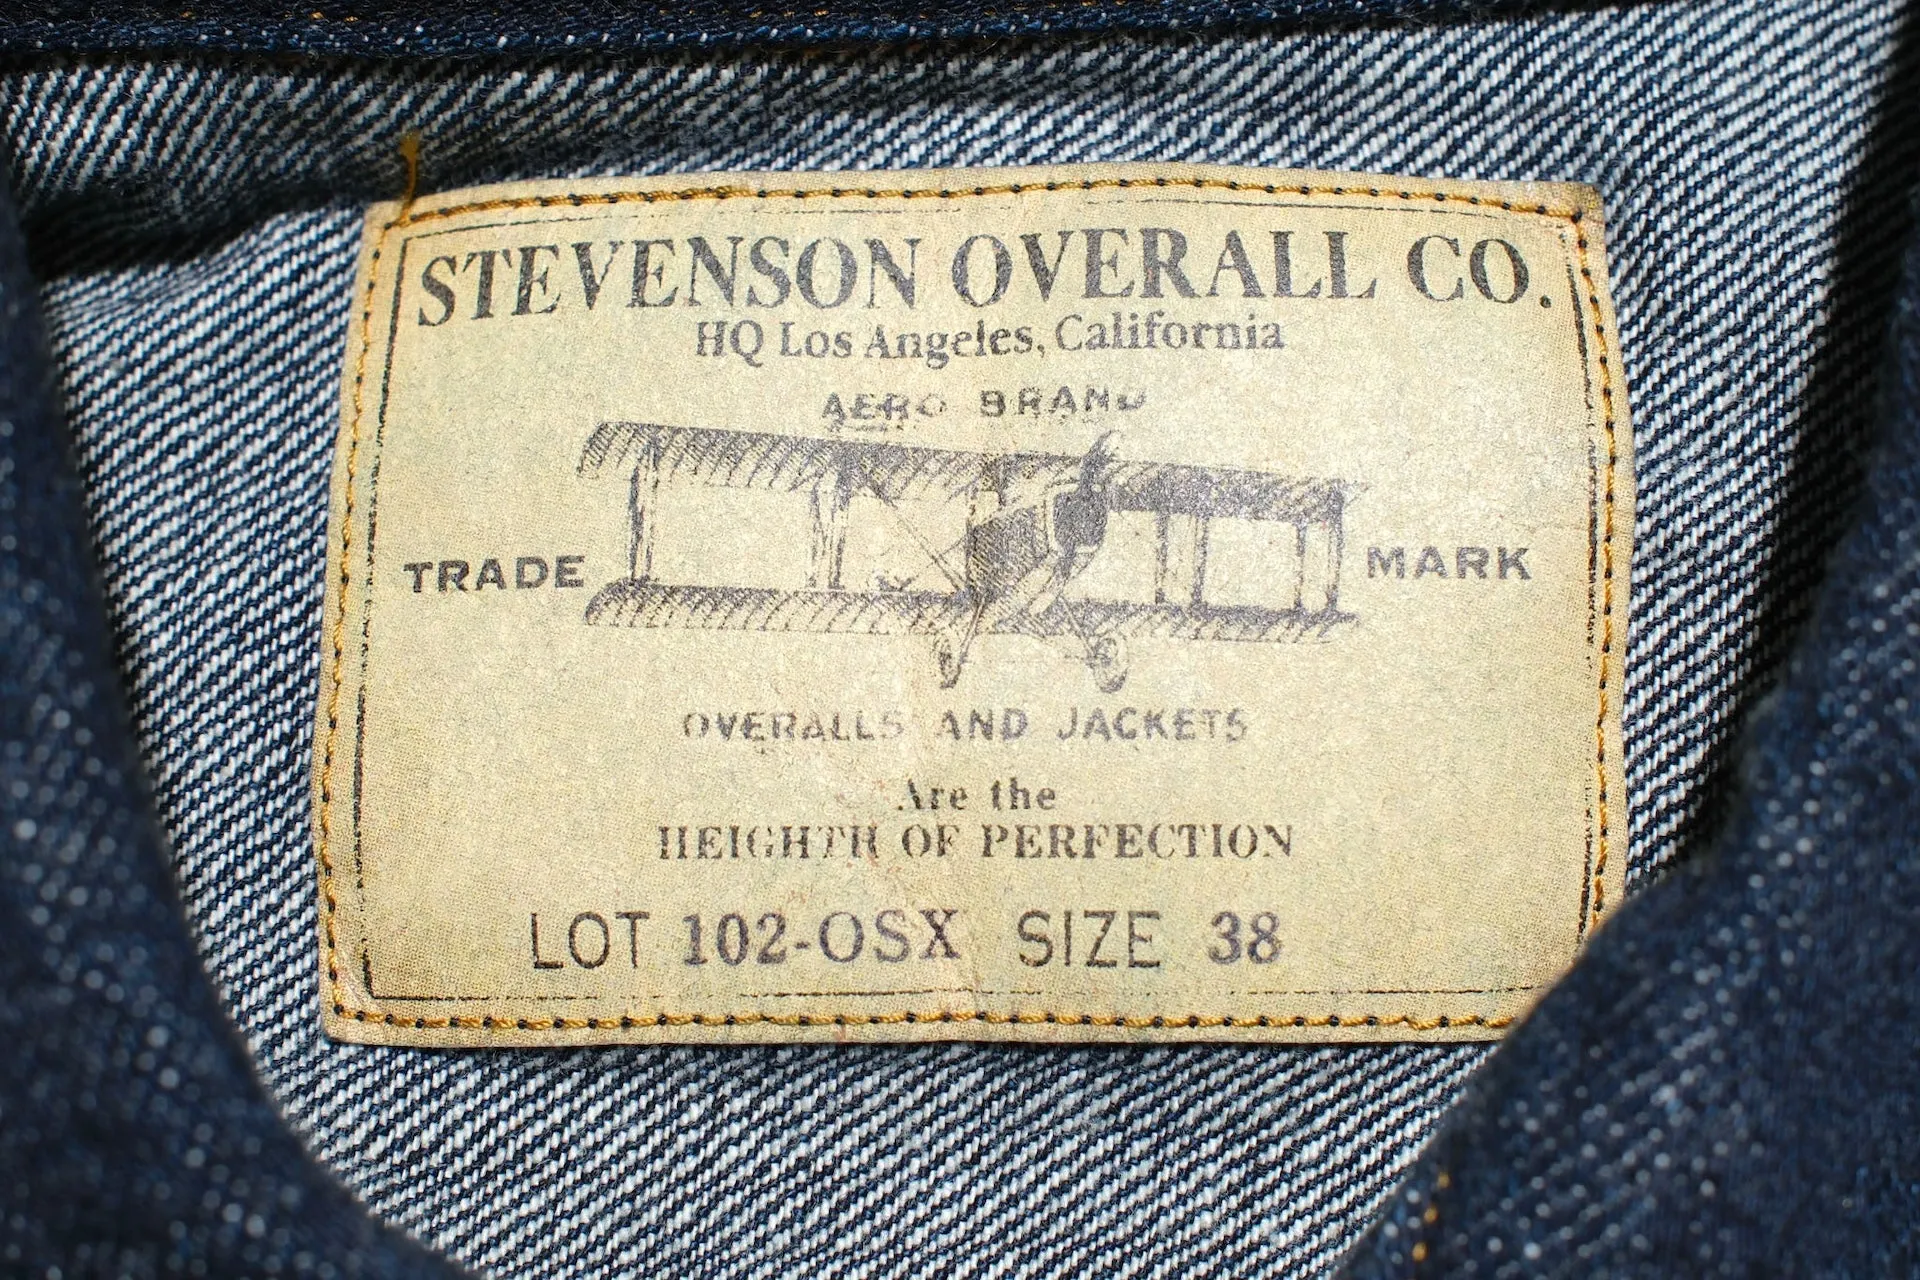 STEVENSON OVERALL CO.
HQ Los Angeles, California
AERO BRAND
TRADE MARK
OVERALLS AND JACKETS
Are the
HEIGHTH OF PERFECTION
LOT 102-OSX SIZE 38